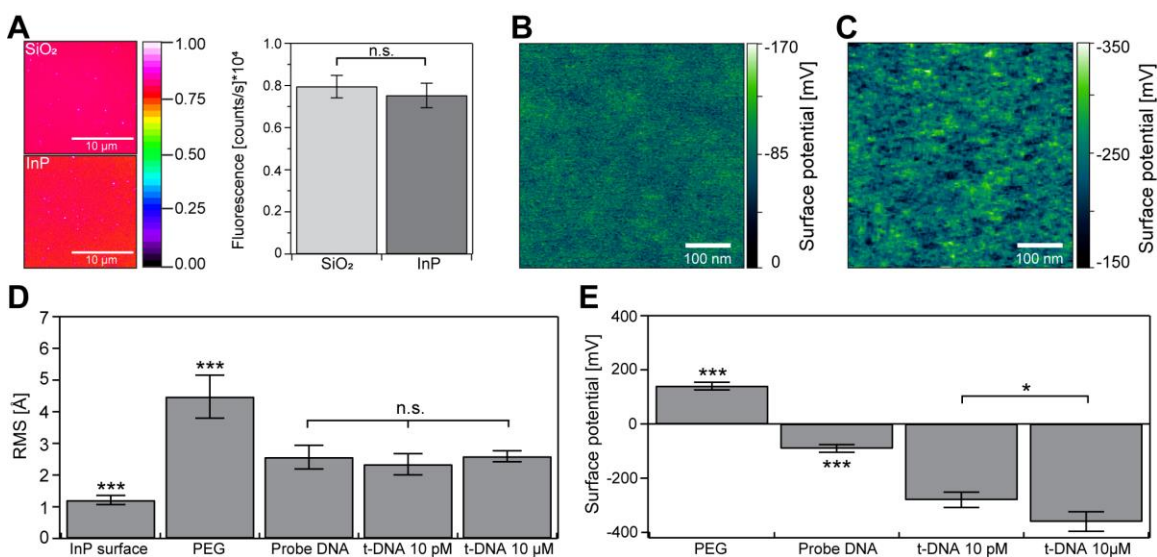 A
SiO₂
10 µm
InP
10 µm
1.00
0.75
0.50
0.25
0.00
Fluorescence [counts/s]*10⁴
1.0
0.8
0.6
0.4
0.2
0
n.s.
SiO₂
InP
B
100 nm
-170
-85
0
Surface potential [mV]
C
100 nm
-350
-250
-150
Surface potential [mV]
D
RMS [Å]
7
6
5
4
3
2
1
0
***
***
n.s.
InP surface
PEG
Probe DNA
t-DNA 10 pM
t-DNA 10 µM
E
Surface potential [mV]
400
200
0
-200
-400
***
***
*
PEG
Probe DNA
t-DNA 10 pM
t-DNA 10µM